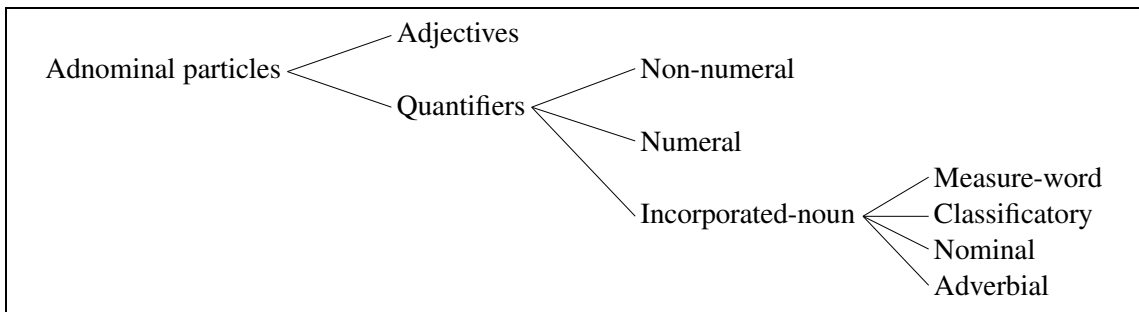 Adjectives
Adnominal particles
Non-numeral
Quantifiers
Numeral
Measure-word
Incorporated-noun
Classificatory
Nominal
Adverbial